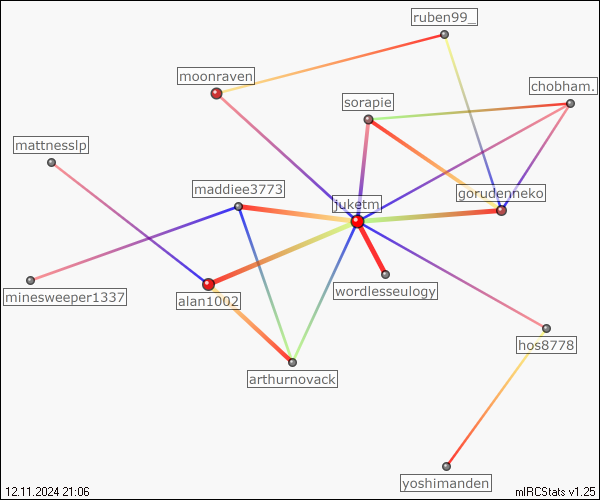 ruben99_
moonraven
chobham.
sorapie
mattnesslp
maddiee3773
gorudenneko
juketm
minesweeper1337
alan1002
wordlesseulogy
hos8778
arthurnovack
yoshimanden
12.11.2024 21:06
mIRCStats v1.25